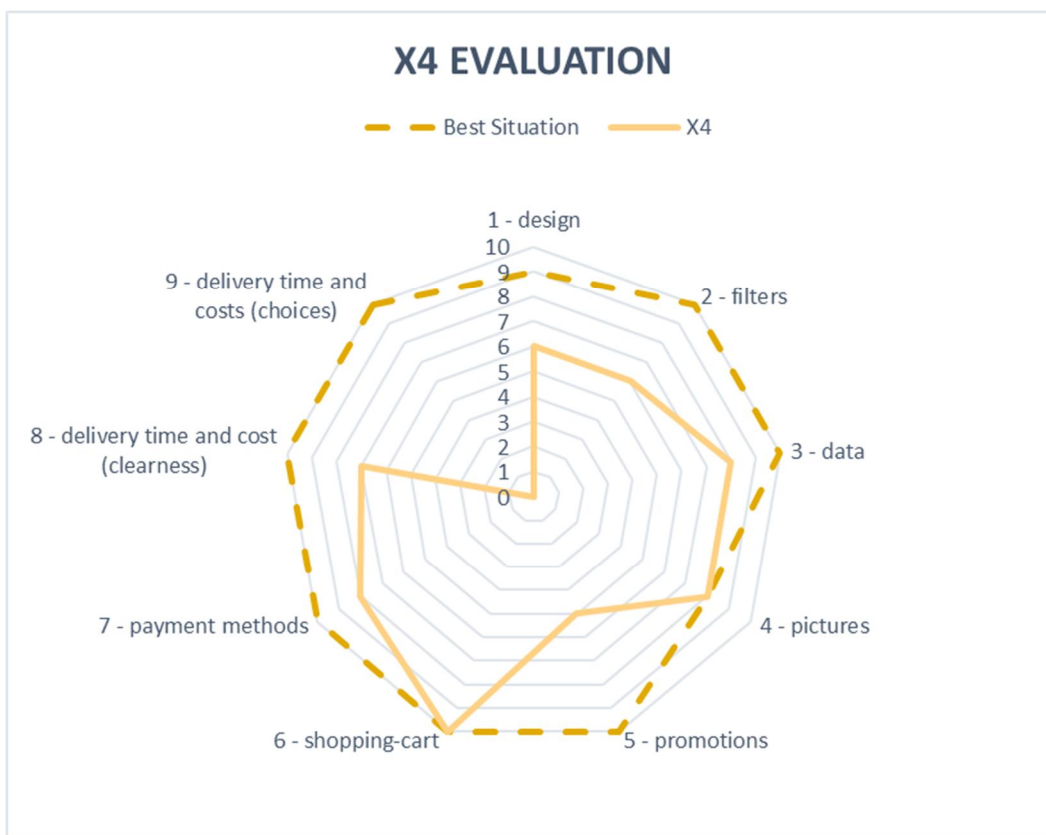 X4 EVALUATION
Best Situation
X4
1 - design
10
9
8
7
6
5
4
3
2
1
0
2 - filters
3 - data
4 - pictures
5 - promotions
6 - shopping-cart
7 - payment methods
8 - delivery time and cost
(clearness)
9 - delivery time and
costs (choices)